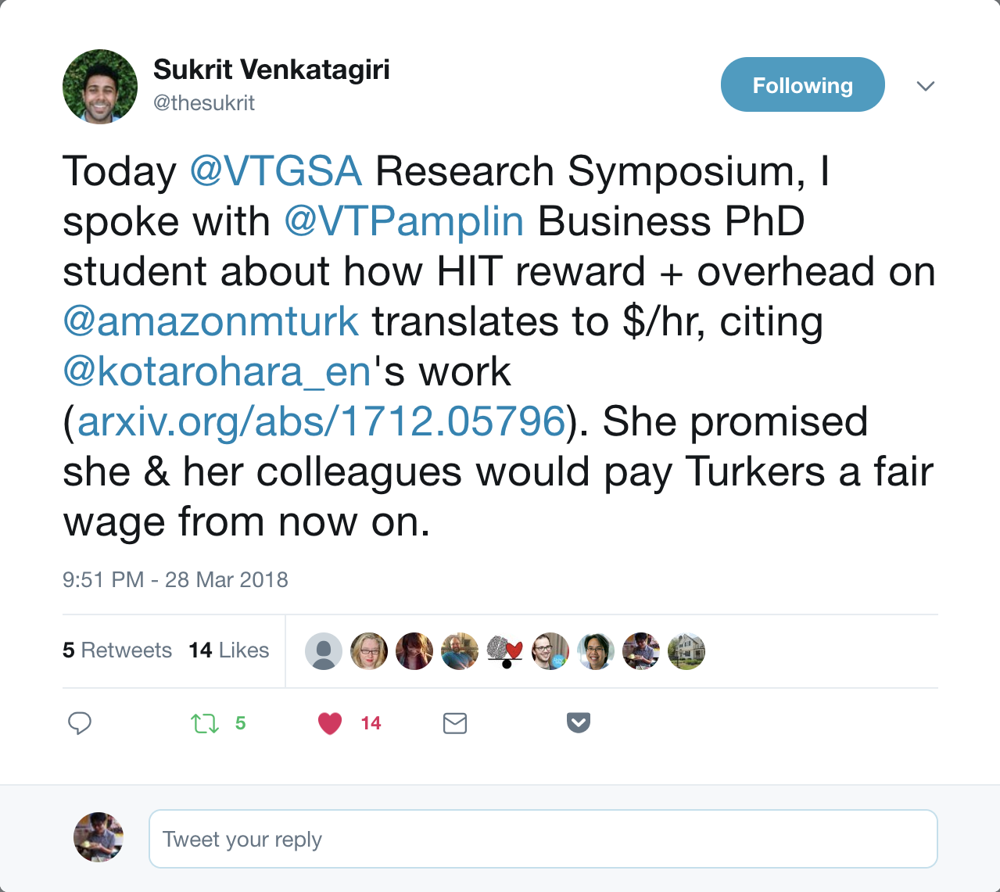 Sukrit Venkatagiri
@thesukrit
Following
Today @VTGSA Research Symposium, I
spoke with @VTPamplin Business PhD
student about how HIT reward + overhead on
@amazonmturk translates to $/hr, citing
@kotarohara_en's work
(arxiv.org/abs/1712.05796). She promised
she & her colleagues would pay Turkers a fair
wage from now on.
9:51 PM - 28 Mar 2018
5 Retweets 14 Likes
5 14
Tweet your reply